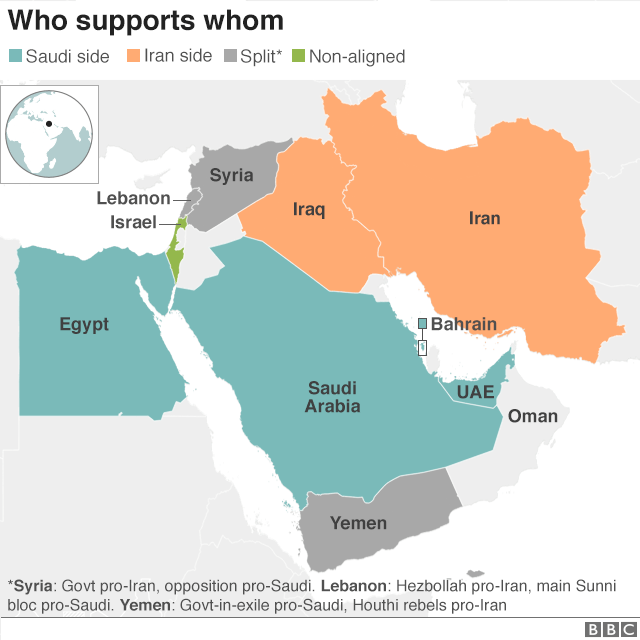 Who supports whom
Saudi side
Iran side
Split*
Non-aligned
Syria
Lebanon
Israel
Iraq
Iran
Egypt
Bahrain
Saudi
Arabia
UAE
Oman
Yemen
*Syria: Govt pro-Iran, opposition pro-Saudi. Lebanon: Hezbollah pro-Iran, main Sunni
bloc pro-Saudi. Yemen: Govt-in-exile pro-Saudi, Houthi rebels pro-Iran
BBC